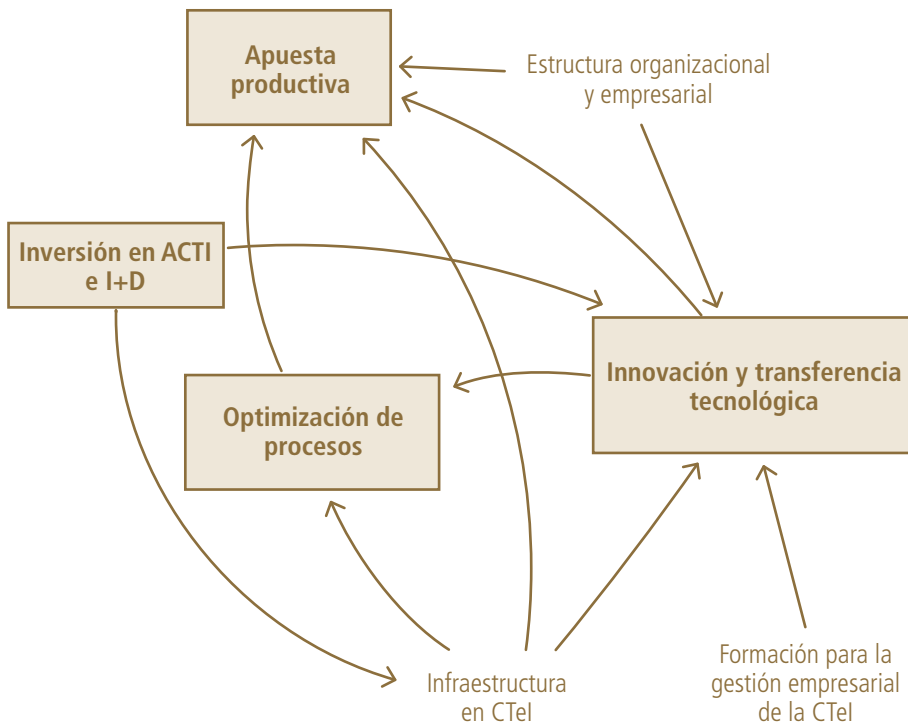 Apuesta
productiva
Estructura organizacional
y empresarial
Inversión en ACTI
e I+D
Innovación y transferencia
tecnológica
Optimización de
procesos
Infraestructura
en CTeI
Formación para la
gestión empresarial
de la CTeI